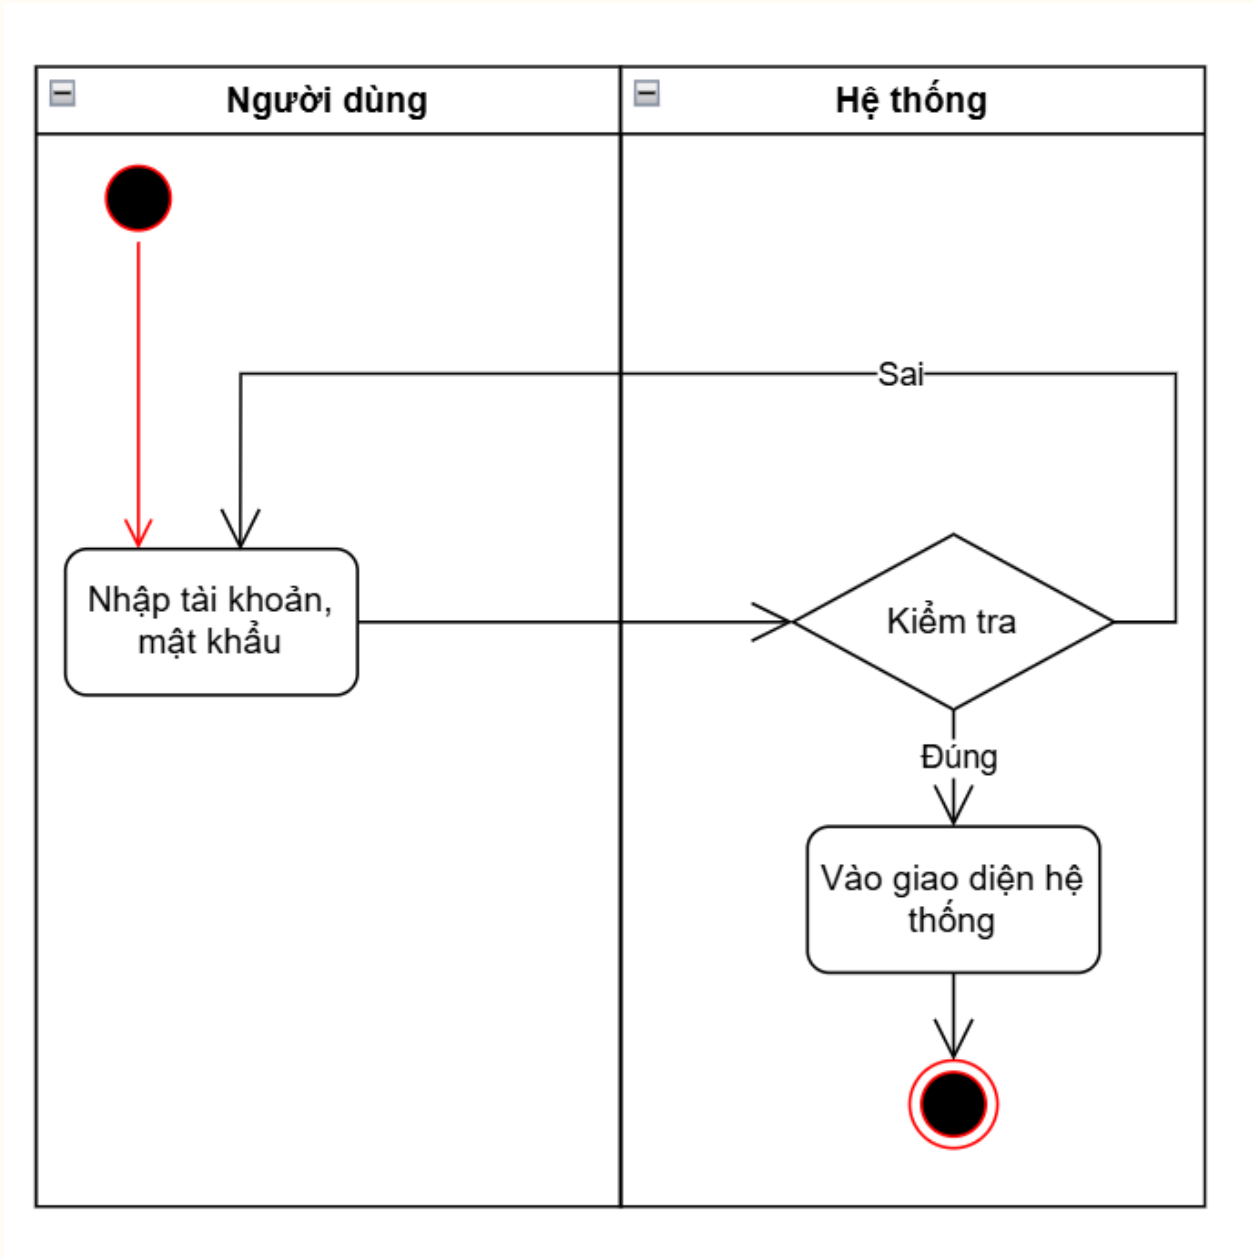 Người dùng
Hệ thống
Sai
Nhập tài khoản,
mật khẩu
Kiểm tra
Đúng
Vào giao diện hệ
thống